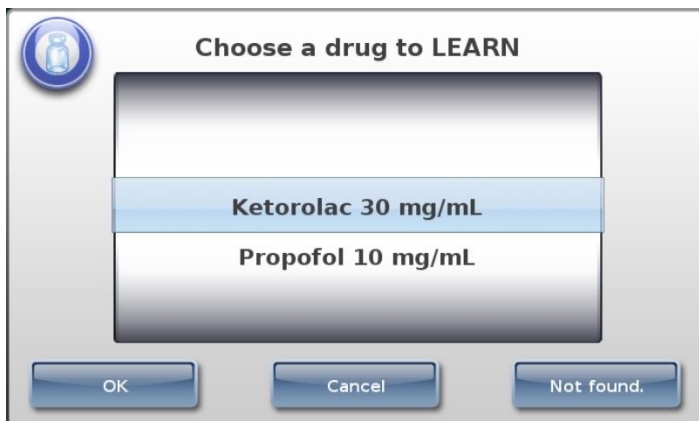 Choose a drug to LEARN
Ketorolac 30 mg/mL
Propofol 10 mg/mL
OK
Cancel
Not found.